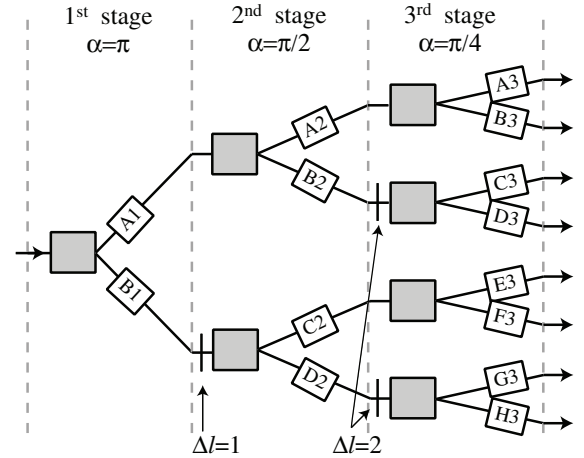 1st stage
α=π
2nd stage
α=π/2
3rd stage
α=π/4
A1
B1
A2
B2
C2
D2
A3
B3
C3
D3
E3
F3
G3
H3
Δl=1
Δl=2